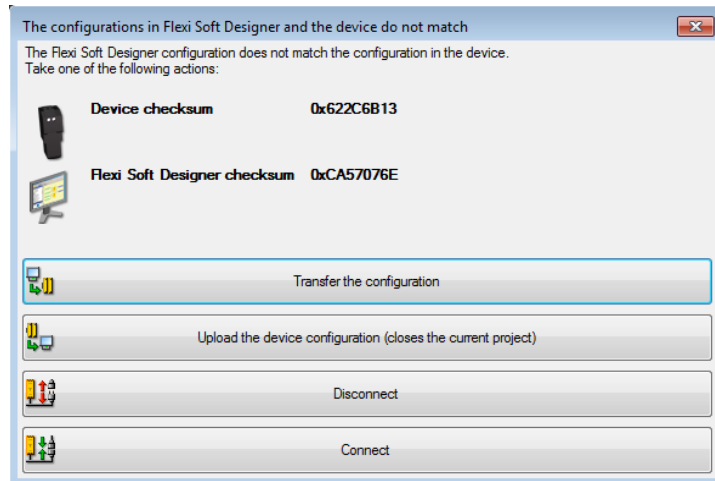 The configurations in Flexi Soft Designer and the device do not match
The Flexi Soft Designer configuration does not match the configuration in the device.
Take one of the following actions:
Device checksum 0x622C6B13
Flexi Soft Designer checksum 0xCA57076E
Transfer the configuration
Upload the device configuration (closes the current project)
Disconnect
Connect